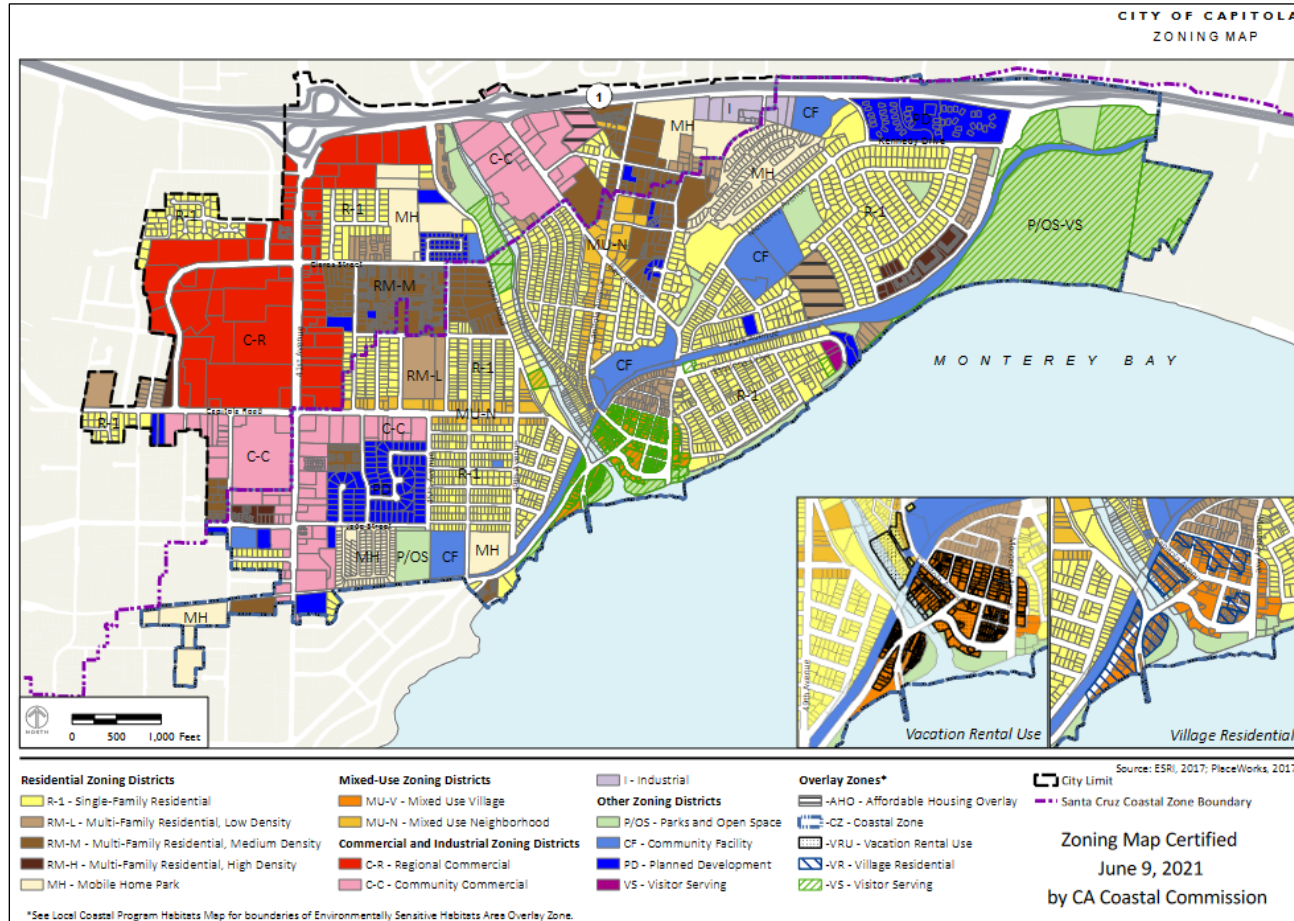 CITY OF CAPITOLA
ZONING MAP
1
I
CF
PD
MH
C-C
Kennedy Drive
MH
R-1
R-1
MH
R-1
P/OS-VS
MU-N
CF
Clares Street
RM-M
C-R
41st Avenue
MONTEREY BAY
CF
RM-L
R-1
R-1
Capitola Road
R-1
MU-N
C-C
C-C
R-1
PD
Jade Street
MH
P/OS
CF
MH
MH
49th Avenue
NORTH
0 500 1,000 Feet
Vacation Rental Use
Village Residential
Source: ESRI, 2017; PlaceWorks, 2017
Residential Zoning Districts
R-1 - Single-Family Residential
RM-L - Multi-Family Residential, Low Density
RM-M - Multi-Family Residential, Medium Density
RM-H - Multi-Family Residential, High Density
MH - Mobile Home Park
Mixed-Use Zoning Districts
MU-V - Mixed Use Village
MU-N - Mixed Use Neighborhood
Commercial and Industrial Zoning Districts
C-R - Regional Commercial
C-C - Community Commercial
I - Industrial
Other Zoning Districts
P/OS - Parks and Open Space
CF - Community Facility
PD - Planned Development
VS - Visitor Serving
Overlay Zones*
-AHO - Affordable Housing Overlay
-CZ - Coastal Zone
-VRU - Vacation Rental Use
-VR - Village Residential
-VS - Visitor Serving
City Limit
Santa Cruz Coastal Zone Boundary
Zoning Map Certified
June 9, 2021
by CA Coastal Commission
*See Local Coastal Program Habitats Map for boundaries of Environmentally Sensitive Habitats Area Overlay Zone.